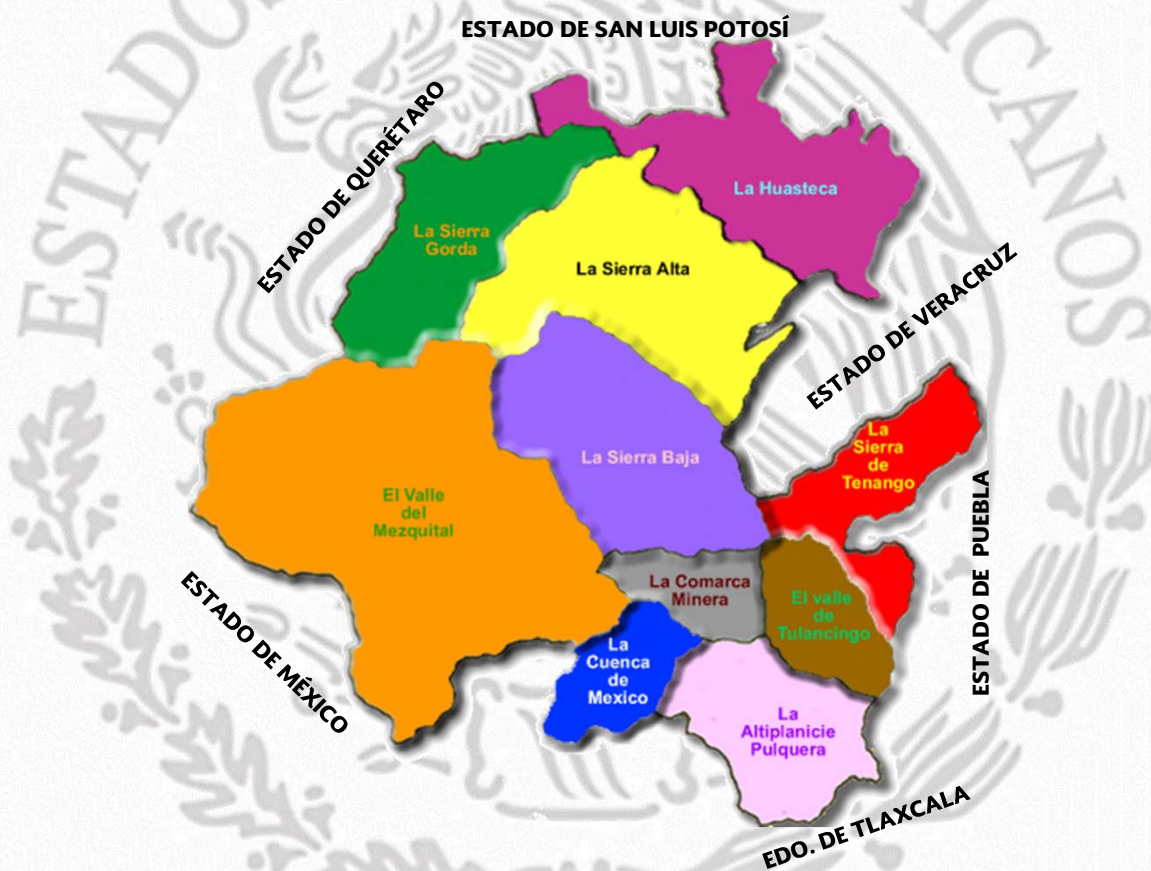 ESTADO DE SAN LUIS POTOSÍ
ESTADOS
MEXICANOS
ESTADO DE QUERÉTARO
La Huasteca
La Sierra
Gorda
La Sierra Alta
ESTADO DE VERACRUZ
La
Sierra
de
Tenango
La Sierra Baja
El Valle
del
Mezquital
ESTADO DE PUEBLA
La Comarca
Minera
El valle
de
Tulancingo
ESTADO DE MÉXICO
La
Cuenca
de
Mexico
La
Altiplanicie
Pulquera
EDO. DE TLAXCALA